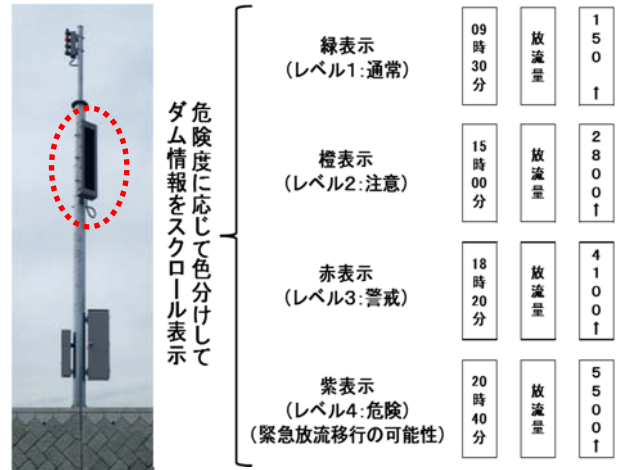 危険度に応じて色分けして
ダム情報をスクロール表示
緑表示
(レベル1:通常)
09時30分
放流量
150 ↑
橙表示
(レベル2:注意)
15時00分
放流量
2800↑
赤表示
(レベル3:警戒)
18時20分
放流量
4100↑
紫表示
(レベル4:危険)
(緊急放流移行の可能性)
20時40分
放流量
5500↑